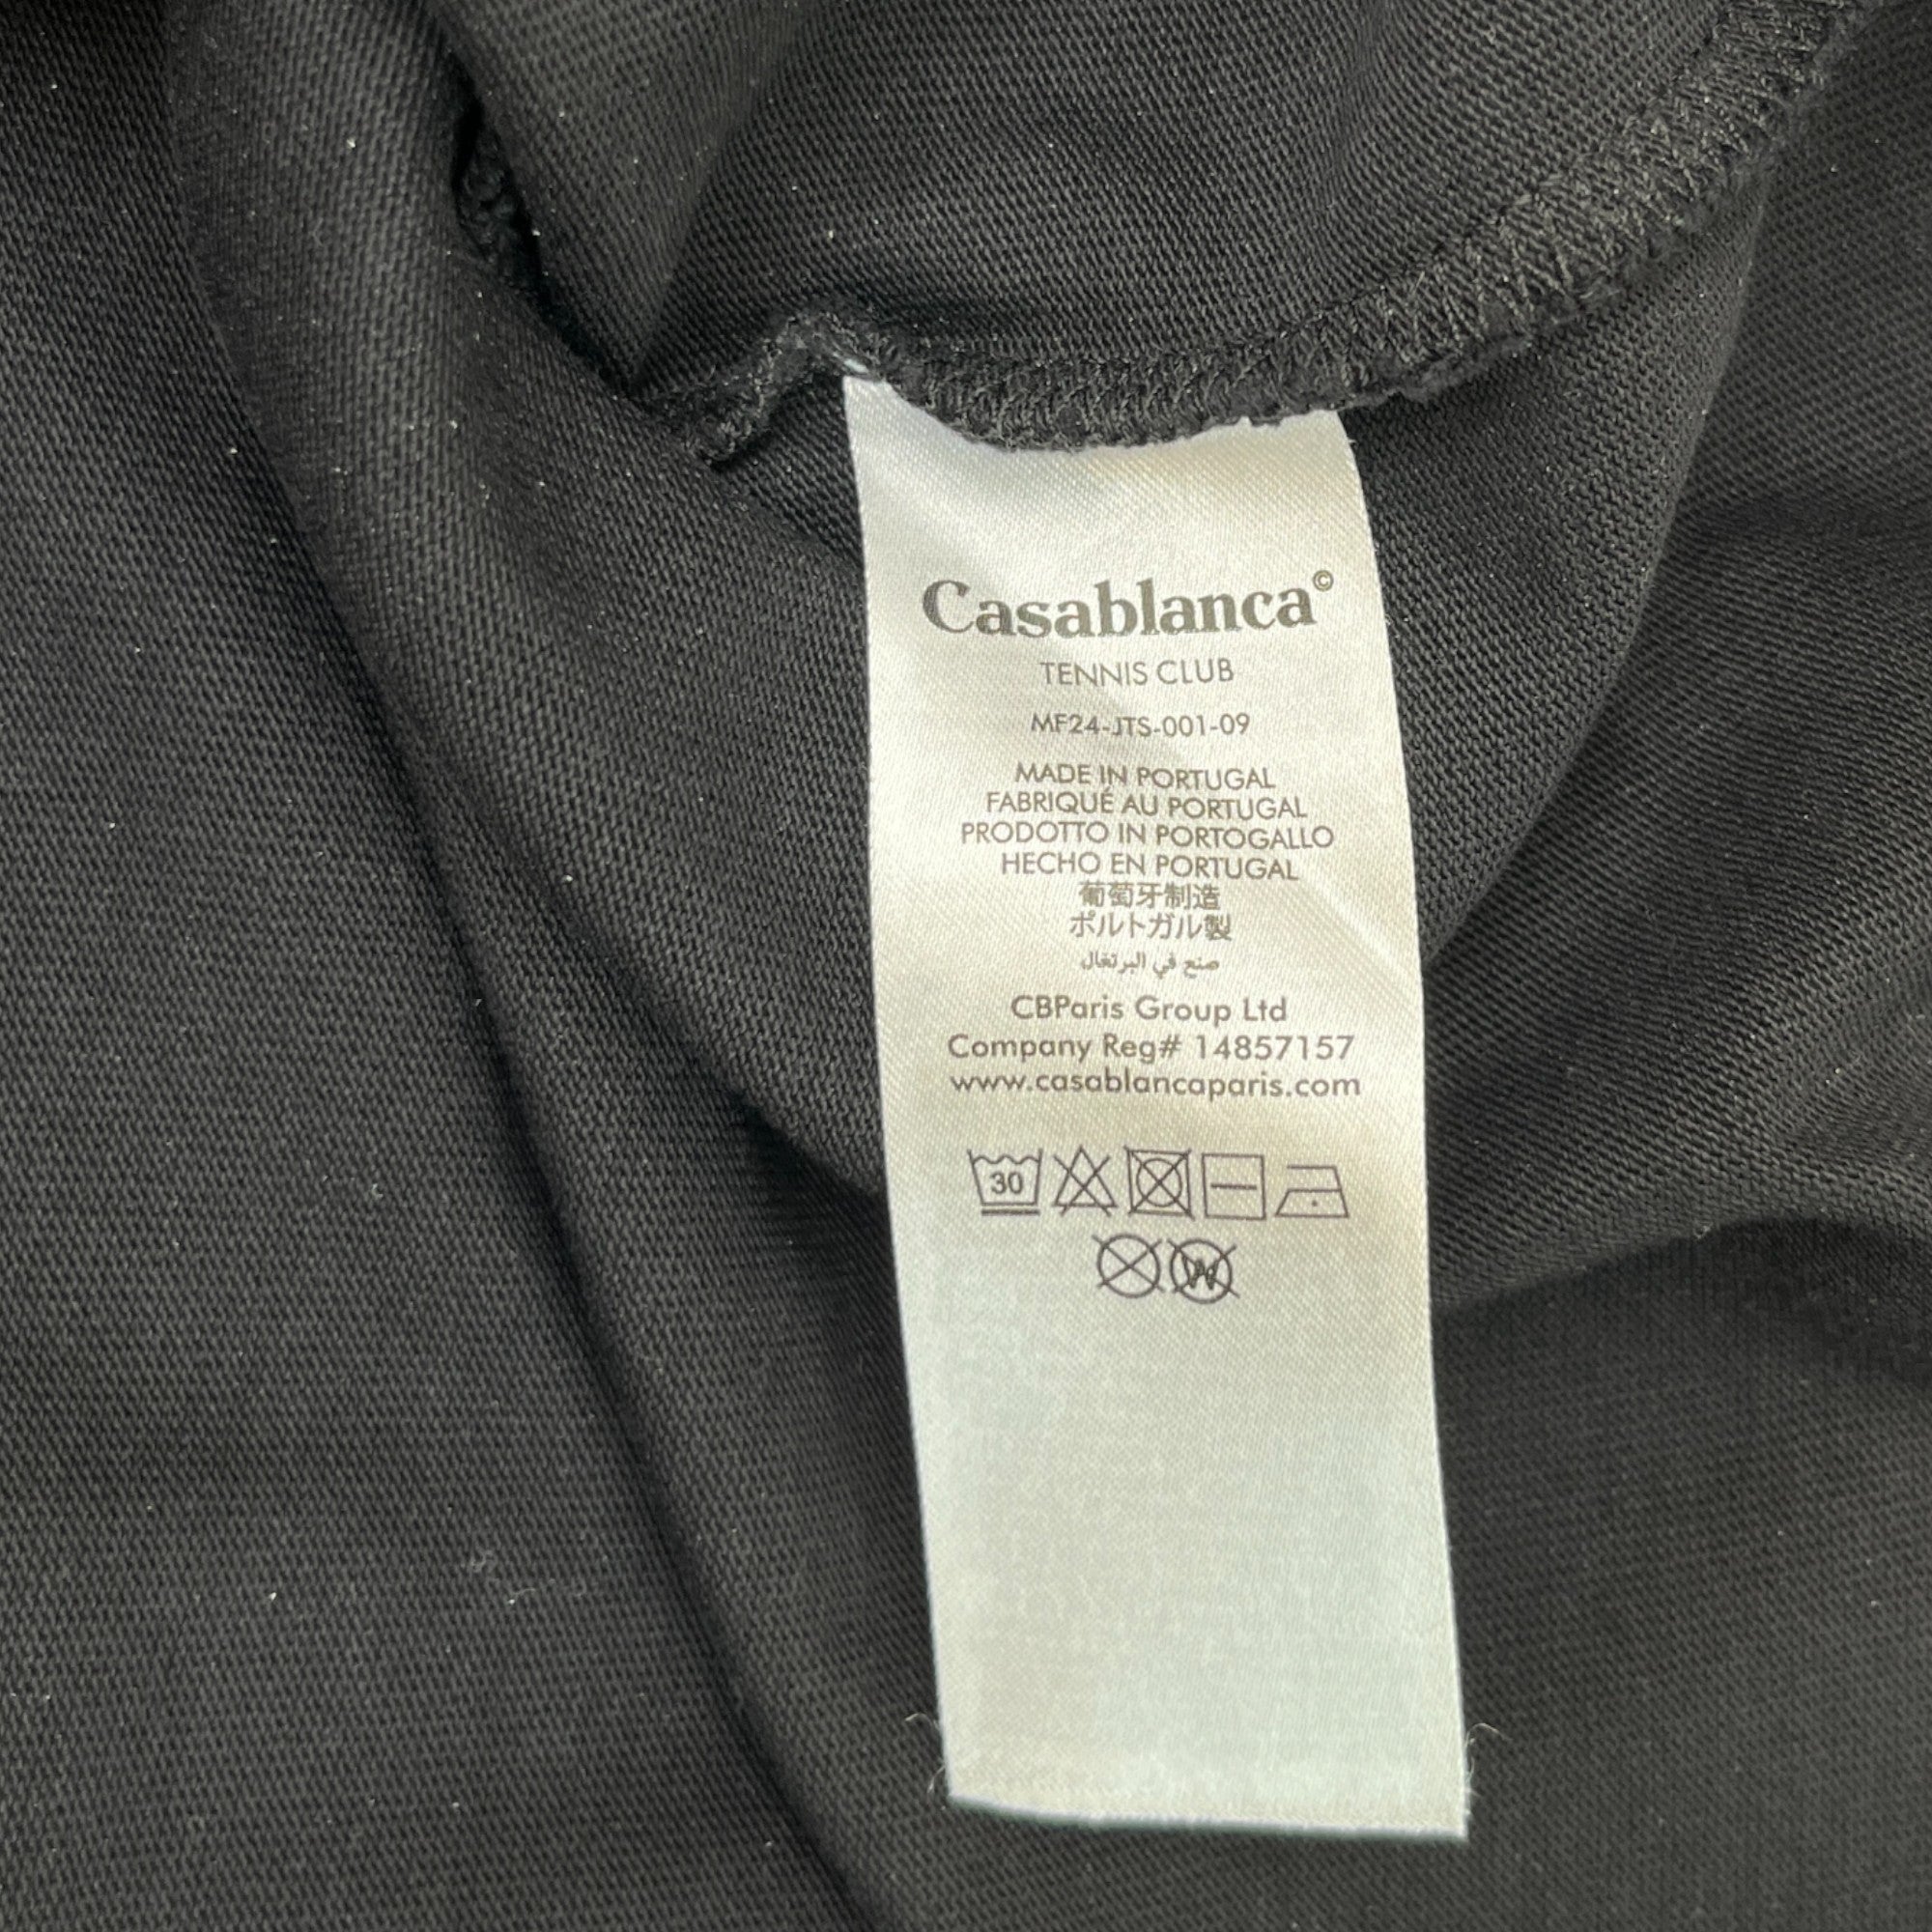 Casablanca©
TENNIS CLUB
MF24-JTS-001-09
MADE IN PORTUGAL
FABRIQUÉ AU PORTUGAL
PRODOTTO IN PORTOGALLO
HECHO EN PORTUGAL
葡萄牙制造
ポルトガル製
صنع في البرتغال
CBParis Group Ltd
Company Reg# 14857157
www.casablancaparis.com
30
W